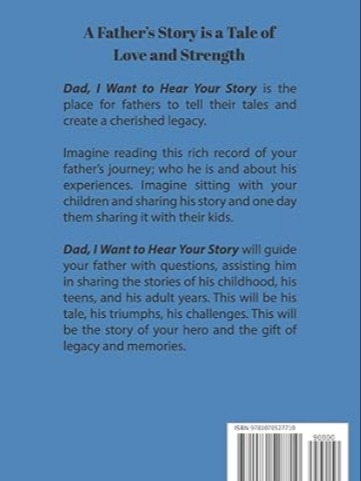 A Father's Story is a Tale of
Love and Strength
Dad, I Want to Hear Your Story is the
place for fathers to tell their tales and
create a cherished legacy.
Imagine reading this rich record of your
father's journey; who he is and about his
experiences. Imagine sitting with your
children and sharing his story and one day
them sharing it with their kids.
Dad, I Want to Hear Your Story will guide
your father with questions, assisting him
in sharing the stories of his childhood, his
teens, and his adult years. This will be his
tale, his triumphs, his challenges. This will
be the story of your hero and the gift of
legacy and memories.
ISBN 9781070527718
90000